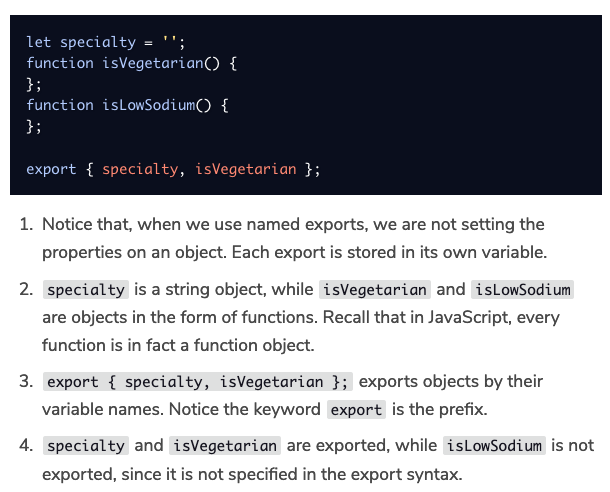 let specialty = '';
function isVegetarian() {
};
function isLowSodium() {
};
export { specialty, isVegetarian };
1. Notice that, when we use named exports, we are not setting the
properties on an object. Each export is stored in its own variable.
2. specialty is a string object, while isVegetarian and isLowSodium
are objects in the form of functions. Recall that in JavaScript, every
function is in fact a function object.
3. export { specialty, isVegetarian }; exports objects by their
variable names. Notice the keyword export is the prefix.
4. specialty and isVegetarian are exported, while isLowSodium is not
exported, since it is not specified in the export syntax.